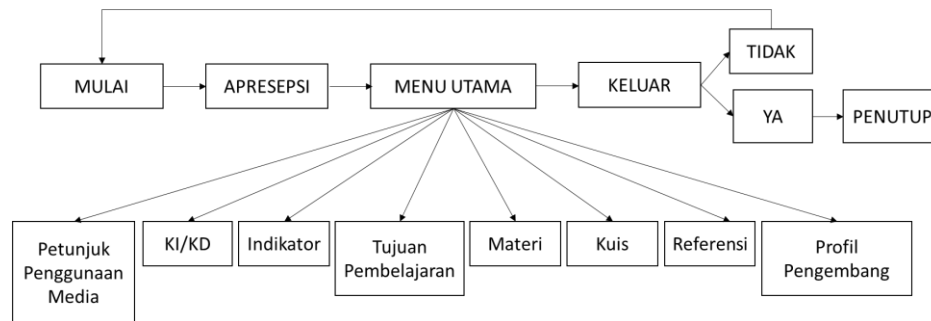 TIDAK
MULAI
APRESEPSI
MENU UTAMA
KELUAR
YA
PENUTUP
Petunjuk
Penggunaan
Media
KI/KD
Indikator
Tujuan
Pembelajaran
Materi
Kuis
Referensi
Profil
Pengembang